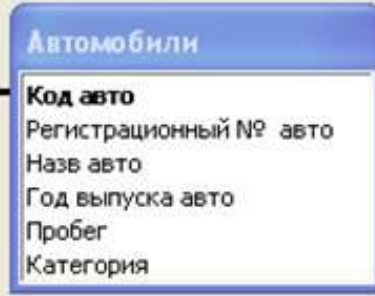 Автомобили
Код авто
Регистрационный № авто
Назв авто
Год выпуска авто
Пробег
Категория